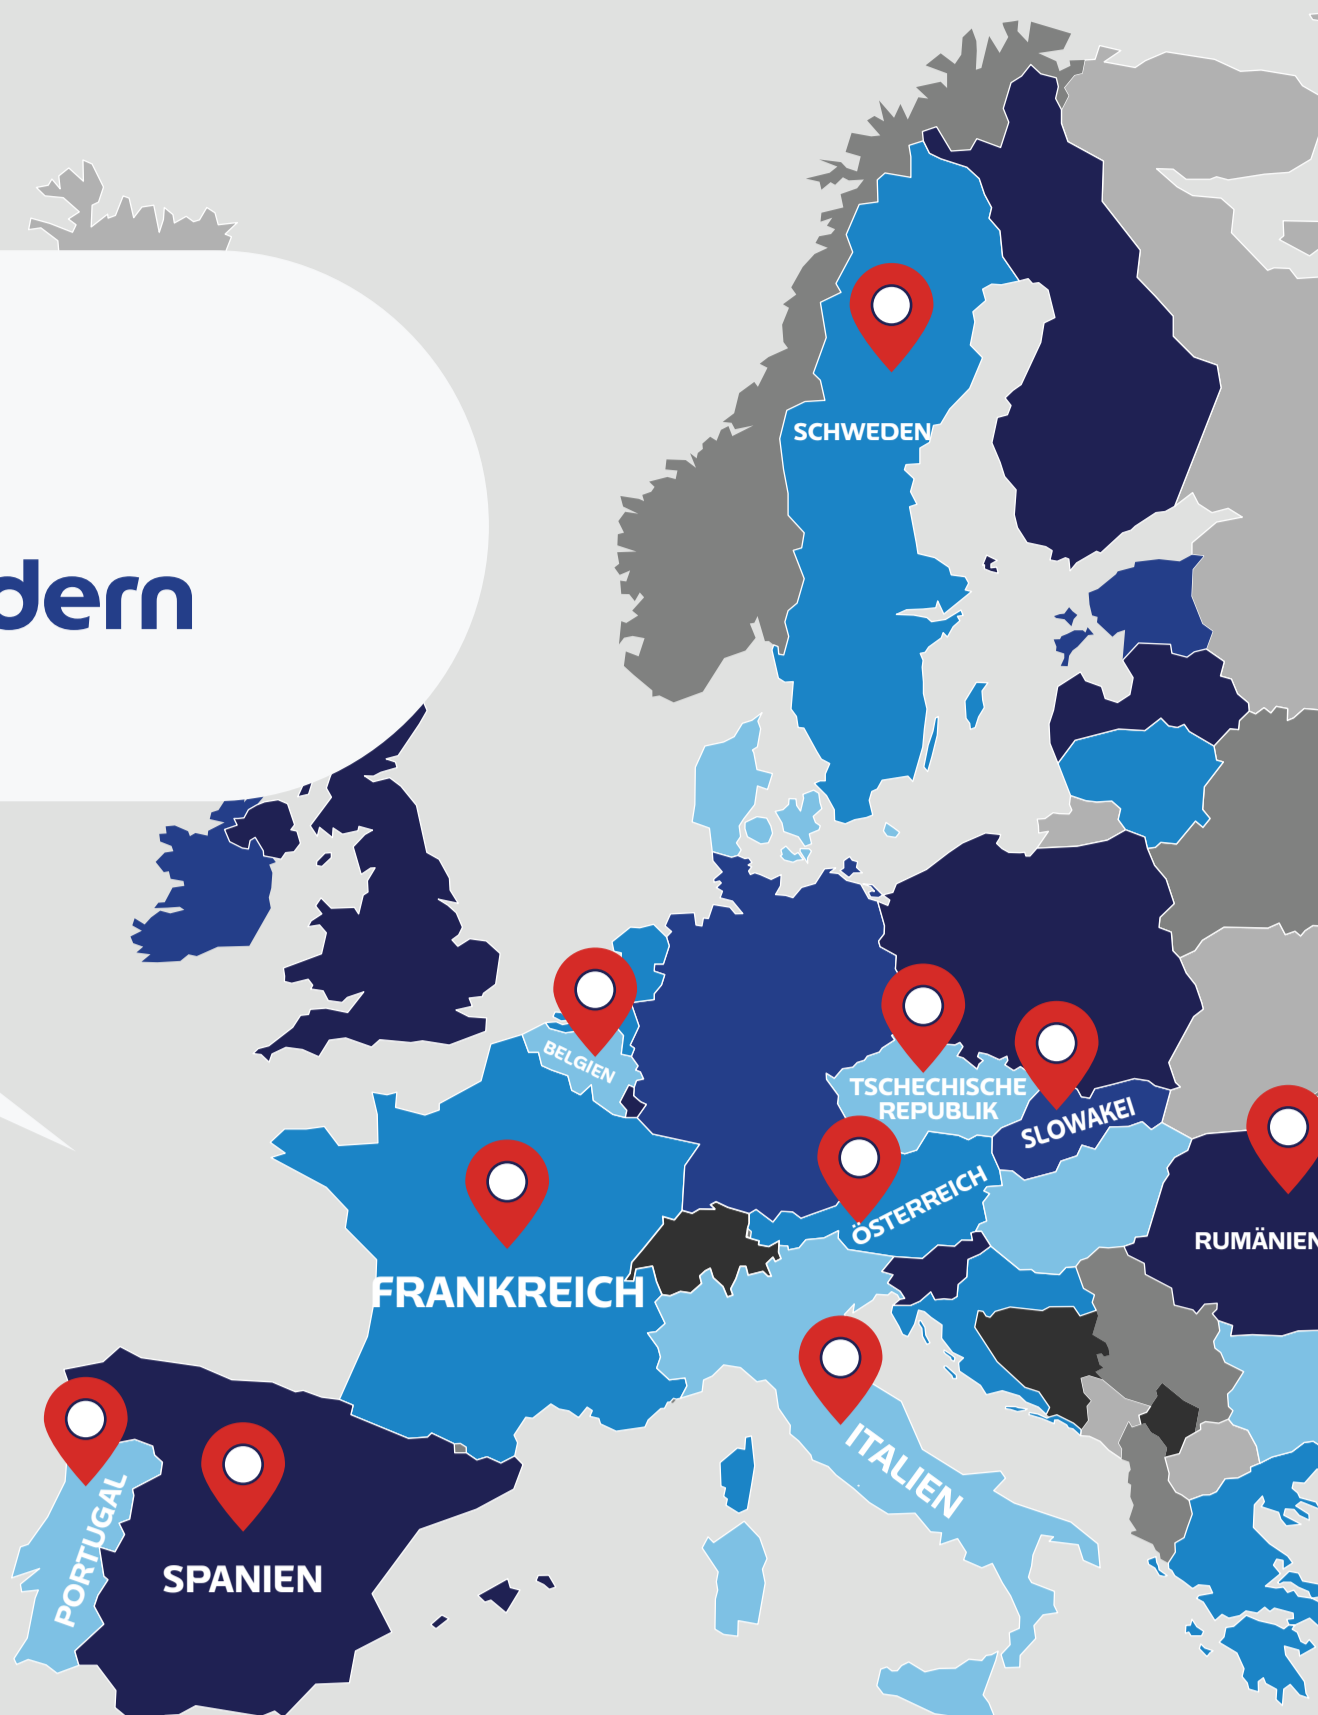 dern
SCHWEDEN
BELGIEN
TSCHECHISCHE
REPUBLIK
SLOWAKEI
ÖSTERREICH
RUMÄNIEN
FRANKREICH
ITALIEN
PORTUGAL
SPANIEN